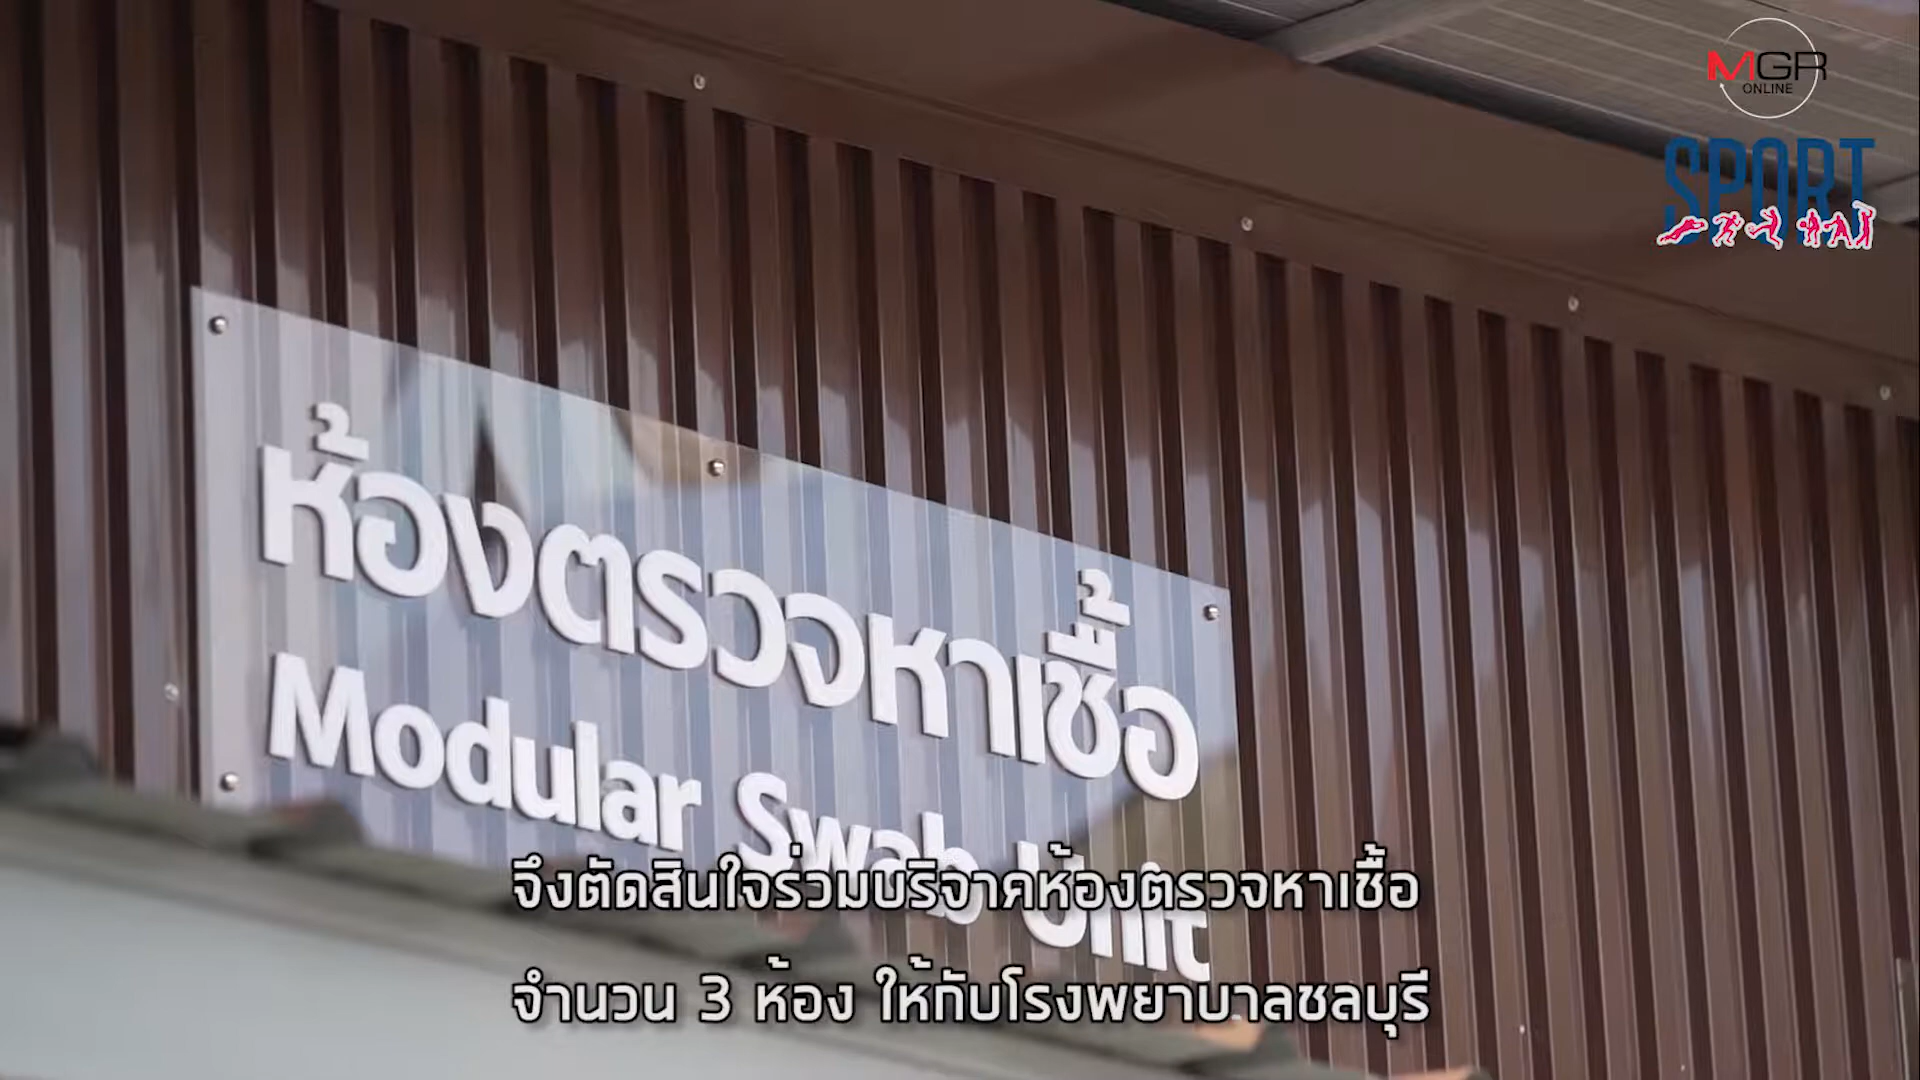 MGR
ONLINE
SPORT
ห้องตรวจหาเชื้อ
Modular Swab Unit
จึงตัดสินใจร่วมบริจาคห้องตรวจหาเชื้อ
จำนวน 3 ห้อง ให้กับโรงพยาบาลชลบุรี